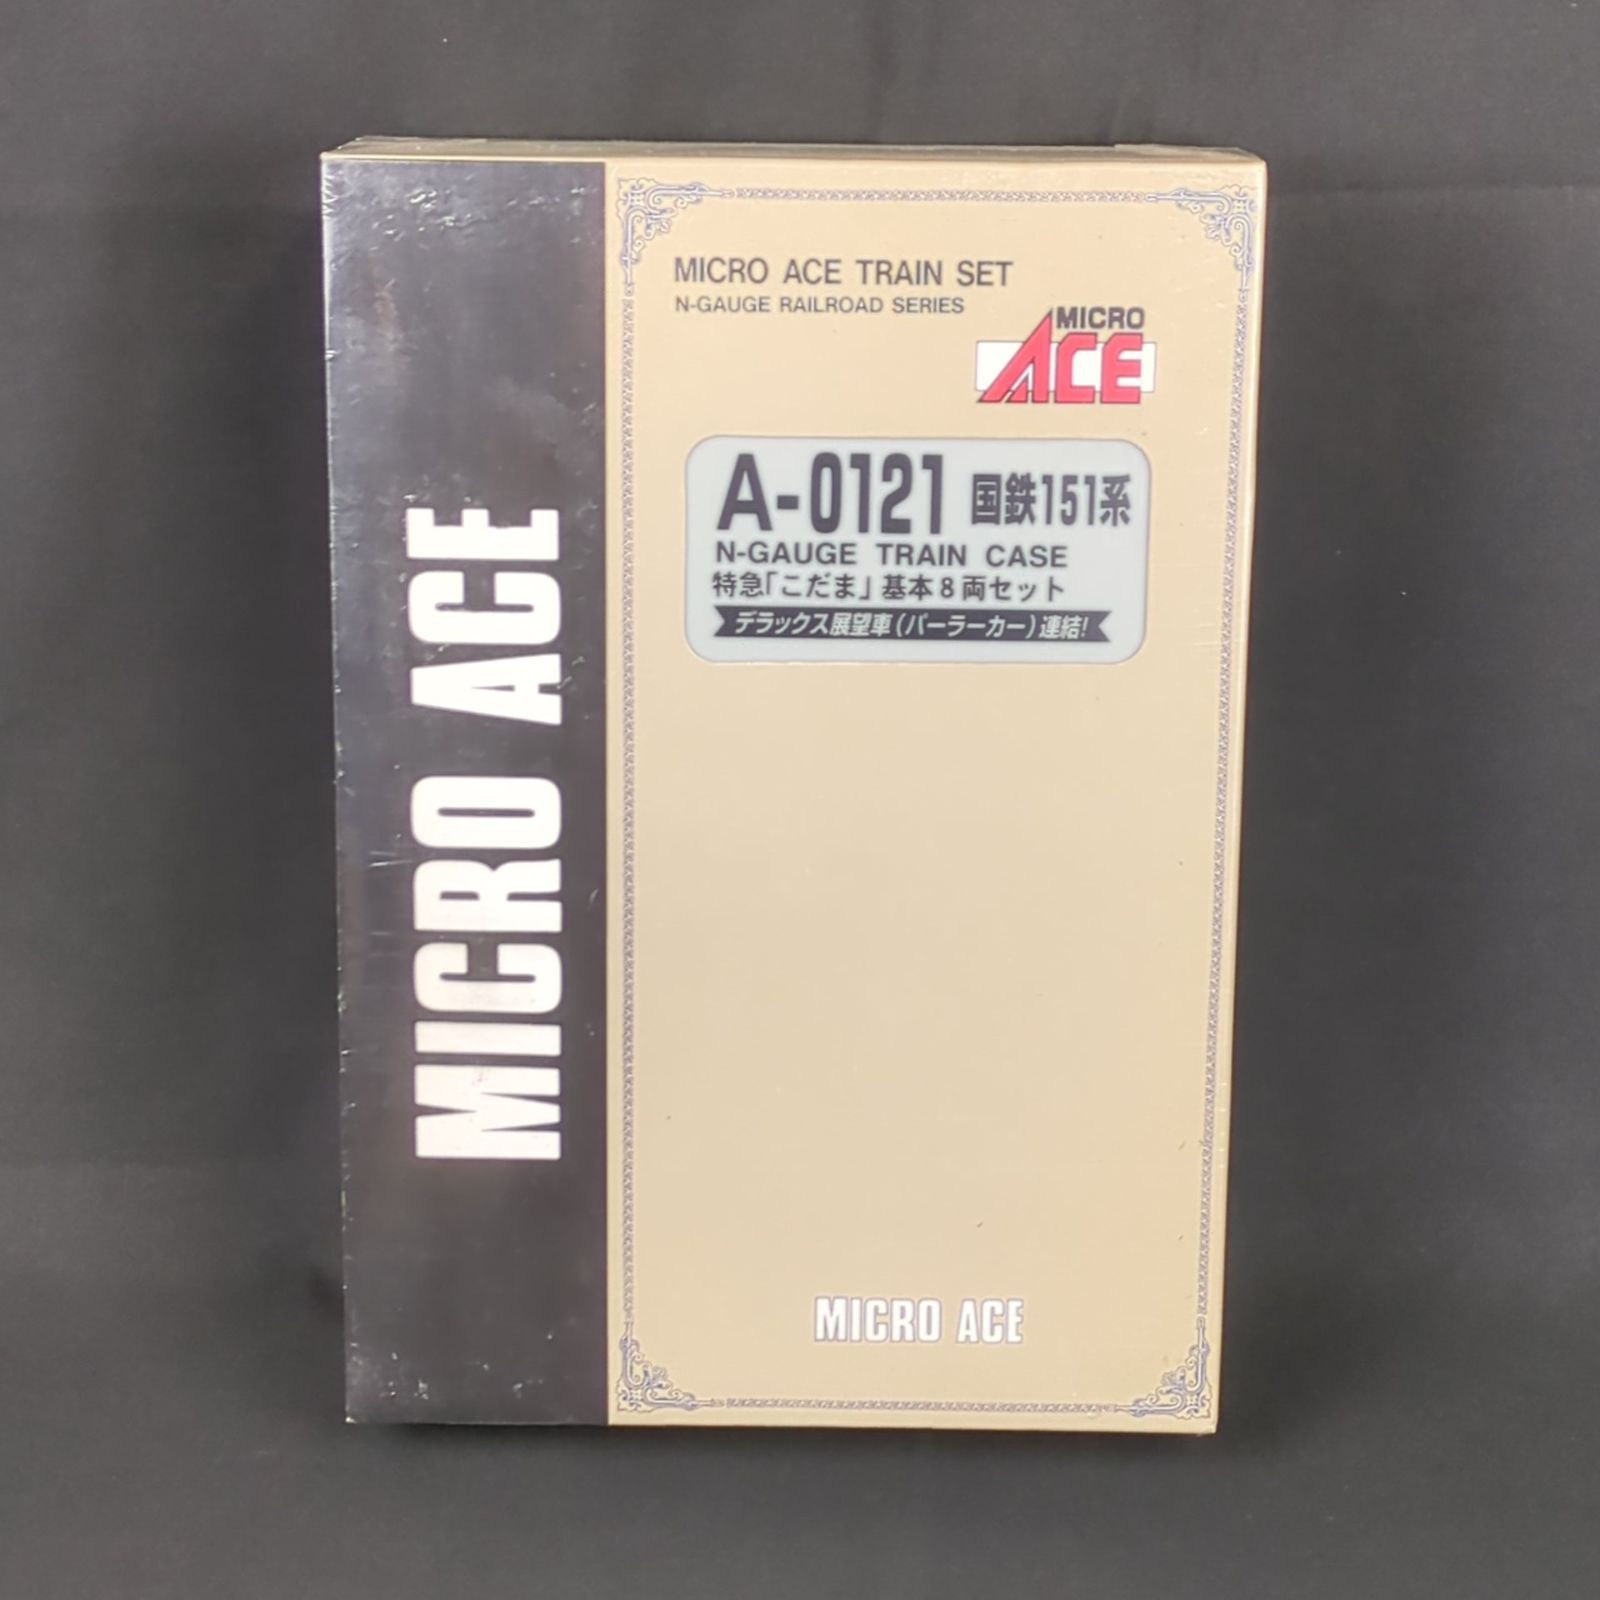 MICRO ACE
MICRO ACE TRAIN SET
N-GAUGE RAILROAD SERIES
MICRO
ACE
A-0121 国鉄151系
N-GAUGE TRAIN CASE
特急「こだま」基本8両セット
デラックス展望車(パーラーカー)連結!
MICRO ACE